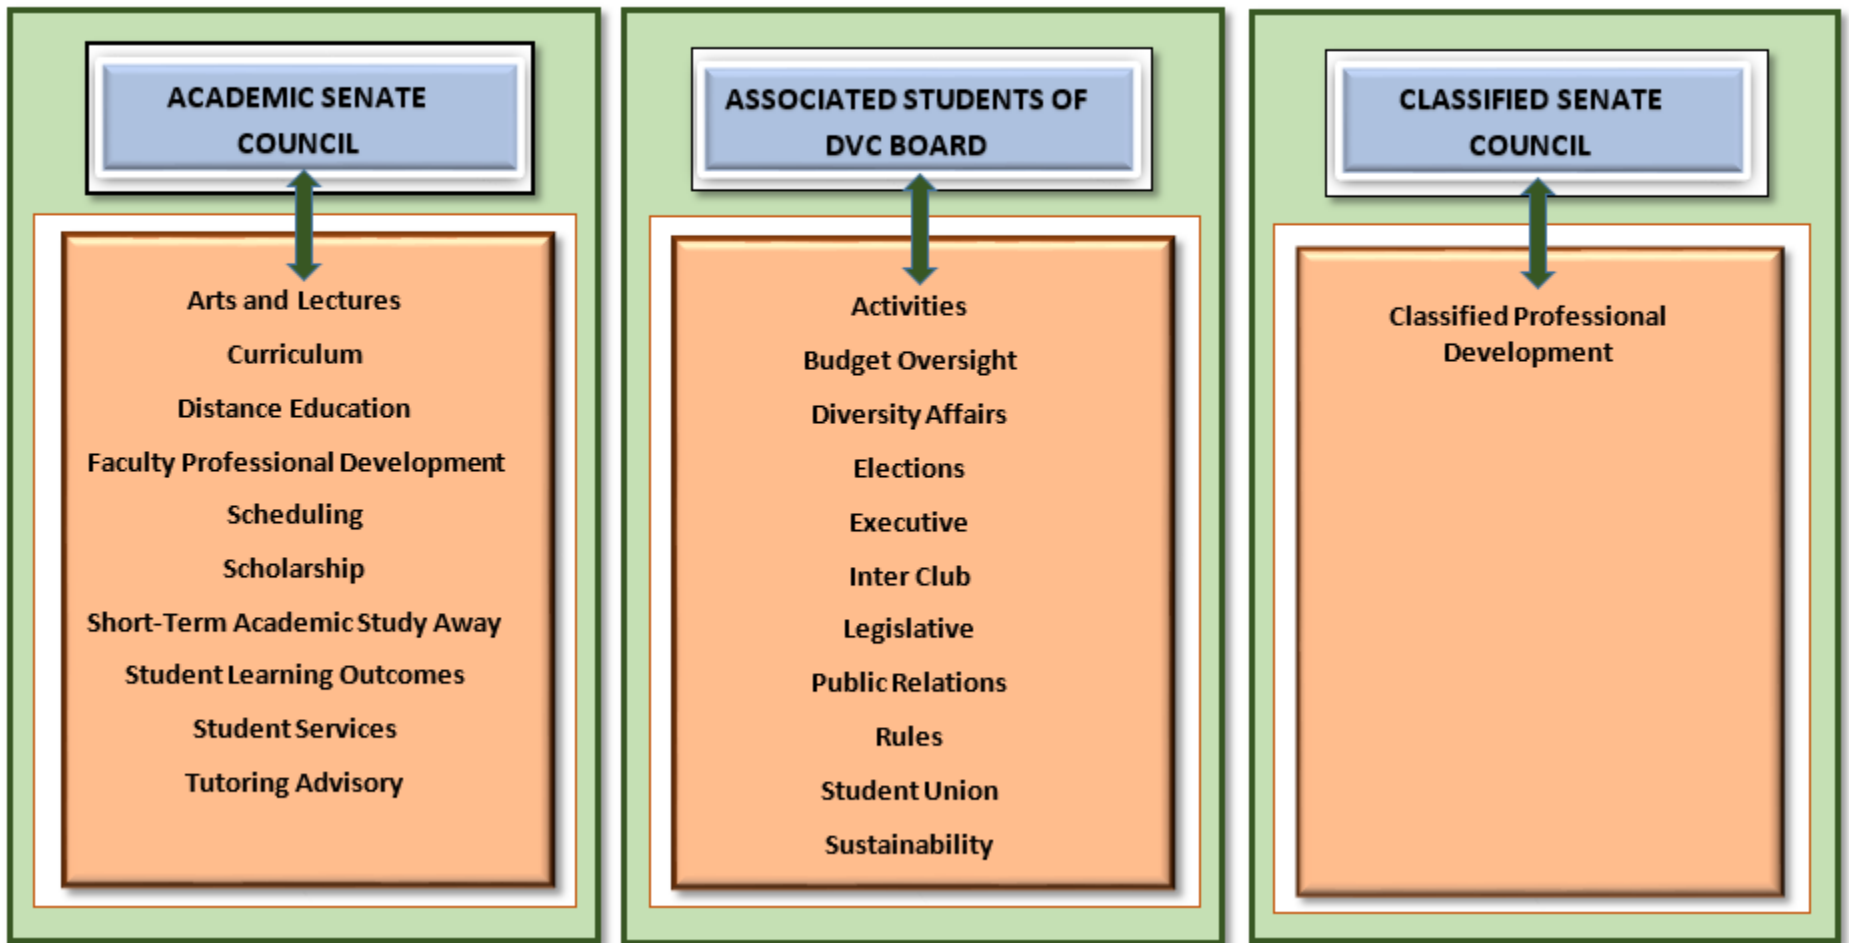 ACADEMIC SENATE
COUNCIL
Arts and Lectures
Curriculum
Distance Education
Faculty Professional Development
Scheduling
Scholarship
Short-Term Academic Study Away
Student Learning Outcomes
Student Services
Tutoring Advisory
ASSOCIATED STUDENTS OF
DVC BOARD
Activities
Budget Oversight
Diversity Affairs
Elections
Executive
Inter Club
Legislative
Public Relations
Rules
Student Union
Sustainability
CLASSIFIED SENATE
COUNCIL
Classified Professional
Development